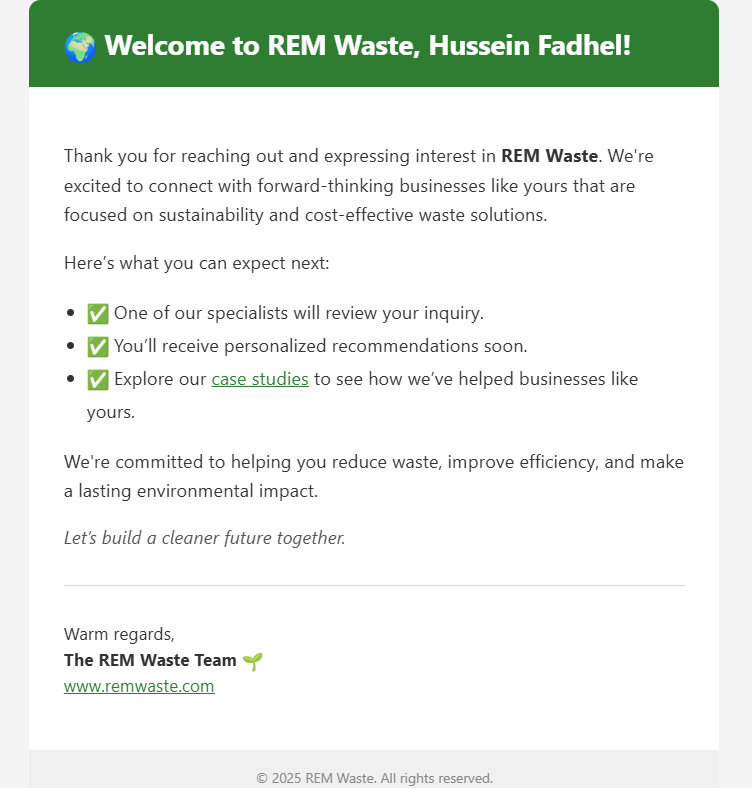 🌍 Welcome to REM Waste, Hussein Fadhel!
Thank you for reaching out and expressing interest in REM Waste. We're
excited to connect with forward-thinking businesses like yours that are
focused on sustainability and cost-effective waste solutions.
Here’s what you can expect next:
• ✅ One of our specialists will review your inquiry.
• ✅ You’ll receive personalized recommendations soon.
• ✅ Explore our case studies to see how we’ve helped businesses like
yours.
We're committed to helping you reduce waste, improve efficiency, and make
a lasting environmental impact.
Let’s build a cleaner future together.
Warm regards,
The REM Waste Team 🌱
www.remwaste.com
© 2025 REM Waste. All rights reserved.